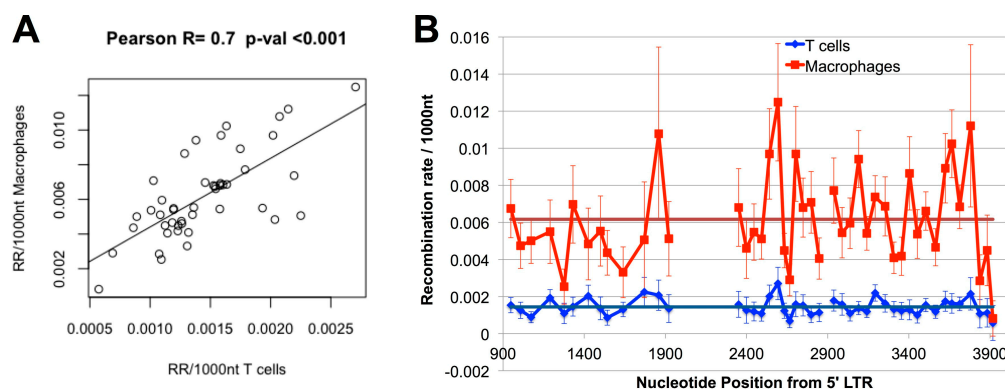 A
Pearson R= 0.7 p-val <0.001
RR/1000nt Macrophages
0.002 0.006 0.010
0.0005 0.0010 0.0015 0.0020 0.0025
RR/1000nt T cells
B
T cells
Macrophages
Recombination rate / 1000nt
0.016
0.014
0.012
0.01
0.008
0.006
0.004
0.002
0
-0.002
900 1400 1900 2400 2900 3400 3900
Nucleotide Position from 5' LTR